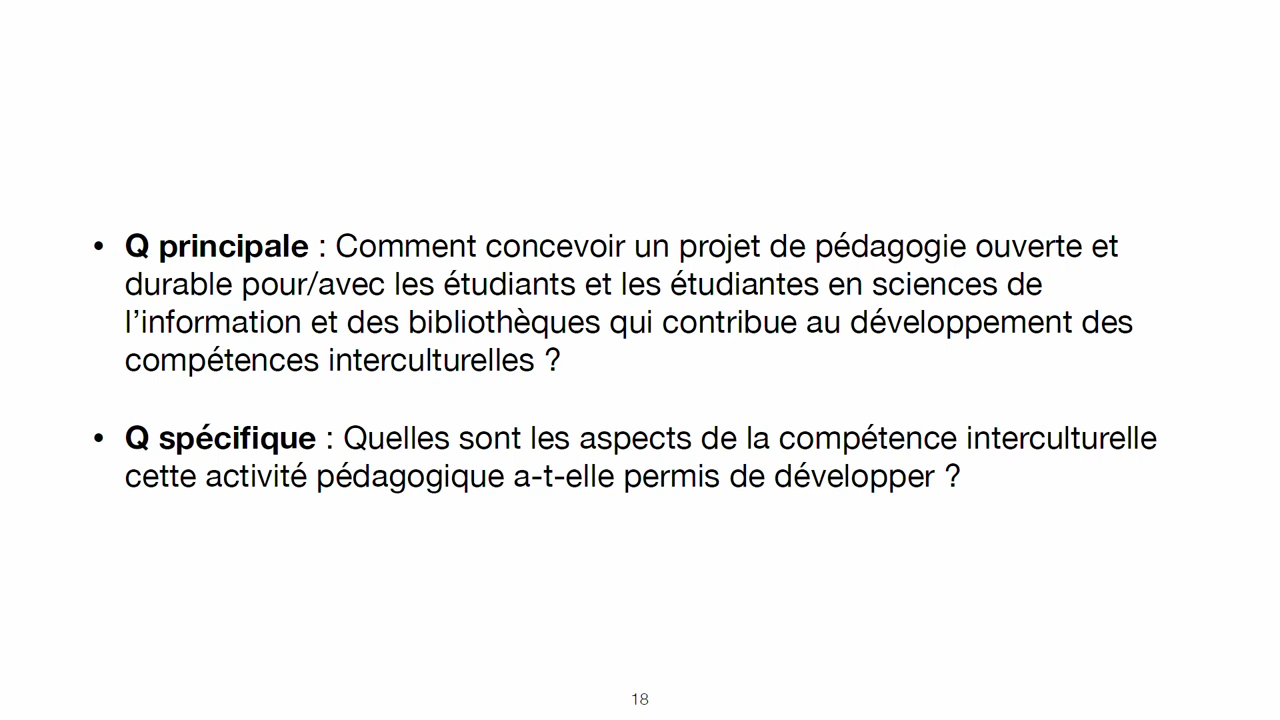 • Q principale : Comment concevoir un projet de pédagogie ouverte et
durable pour/avec les étudiants et les étudiantes en sciences de
l’information et des bibliothèques qui contribue au développement des
compétences interculturelles ?
• Q spécifique : Quelles sont les aspects de la compétence interculturelle
cette activité pédagogique a-t-elle permis de développer ?
18